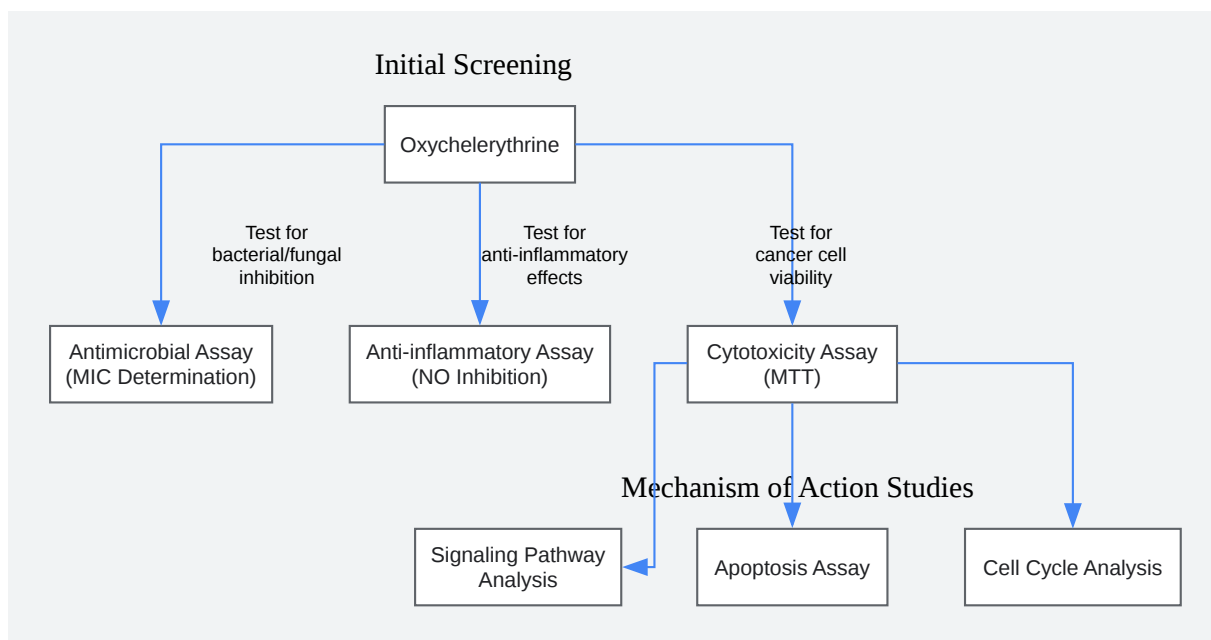 Initial Screening
Oxychelerythrine
Test for
bacterial/fungal
inhibition
Test for
anti-inflammatory
effects
Test for
cancer cell
viability
Antimicrobial Assay
(MIC Determination)
Anti-inflammatory Assay
(NO Inhibition)
Cytotoxicity Assay
(MTT)
Mechanism of Action Studies
Signaling Pathway
Analysis
Apoptosis Assay
Cell Cycle Analysis